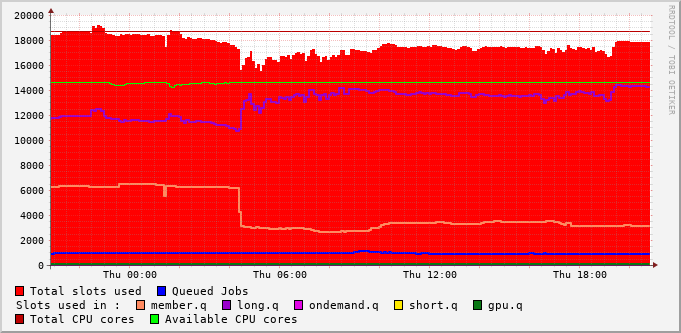 RRDTOOL / TOBI OETIKER
20000
18000
16000
14000
12000
10000
8000
6000
4000
2000
0
Thu 00:00 Thu 06:00 Thu 12:00 Thu 18:00
Total slots used Queued Jobs
Slots used in : member.q long.q ondemand.q short.q gpu.q
Total CPU cores Available CPU cores